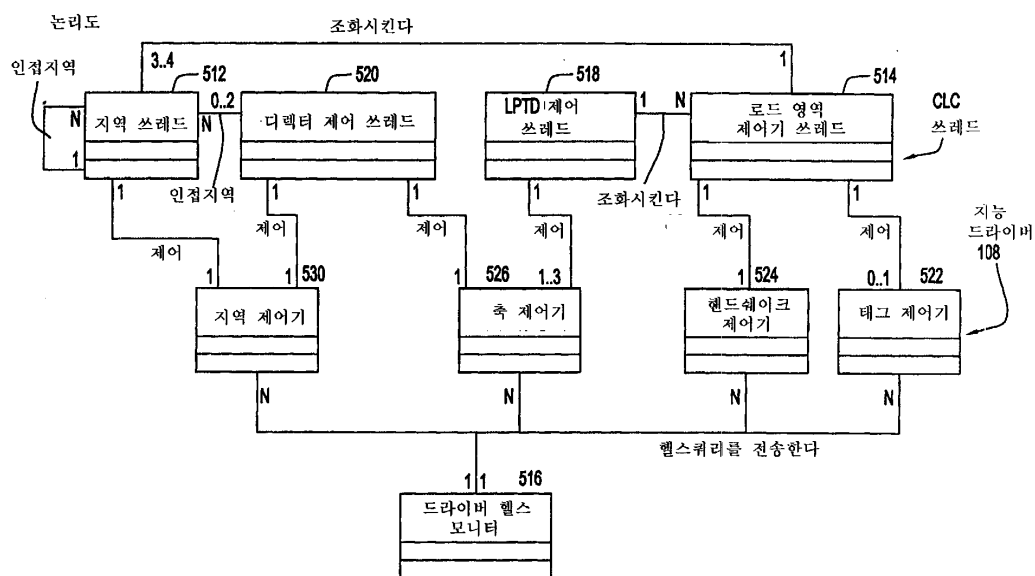 논리도
조화시킨다
인접지역
3..4
512
0..2
520
518
1
514
N
지역 쓰레드
N
디렉터 제어 쓰레드
LPTD 제어
쓰레드
1
N
로드 영역
제어기 쓰레드
CLC
쓰레드
1
인접지역
조화시킨다
1
1
1
1
1
1
제어
제어
제어
제어
제어
제어
지능
드라이버
108
1
1
530
1
526
1..3
1
524
0..1
522
지역 제어기
축 제어기
핸드쉐이크
제어기
태그 제어기
N
N
N
N
헬스쿼리를 전송한다
1
1
516
드라이버 헬스
모니터